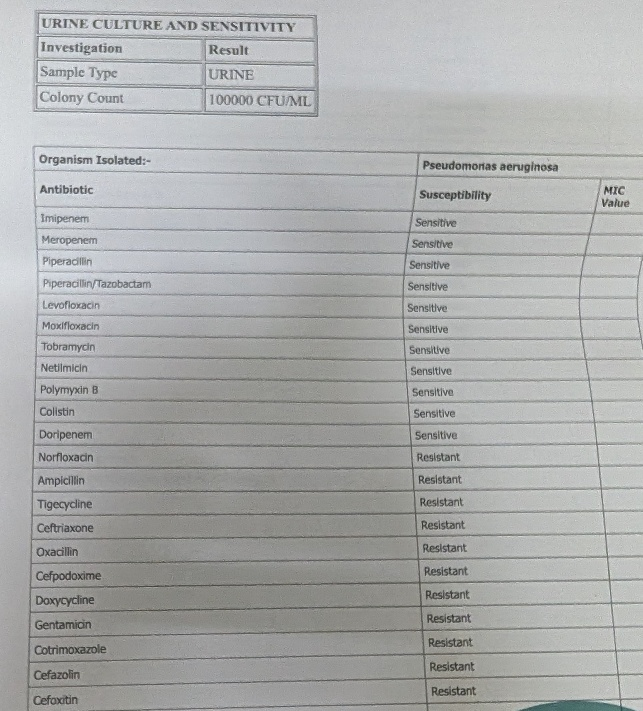 URINE CULTURE AND SENSITIVITY
Investigation Result
Sample Type URINE
Colony Count 100000 CFU/ML
Organism Isolated:- Pseudomonas aeruginosa
Antibiotic Susceptibility MIC Value
Imipenem Sensitive
Meropenem Sensitive
Piperacillin Sensitive
Piperacillin/Tazobactam Sensitive
Levofloxacin Sensitive
Moxifloxacin Sensitive
Tobramycin Sensitive
Netilmicin Sensitive
Polymyxin B Sensitive
Colistin Sensitive
Doripenem Sensitive
Norfloxacin Resistant
Ampicillin Resistant
Tigecycline Resistant
Ceftriaxone Resistant
Oxacillin Resistant
Cefpodoxime Resistant
Doxycycline Resistant
Gentamicin Resistant
Cotrimoxazole Resistant
Cefazolin Resistant
Cefoxitin Resistant